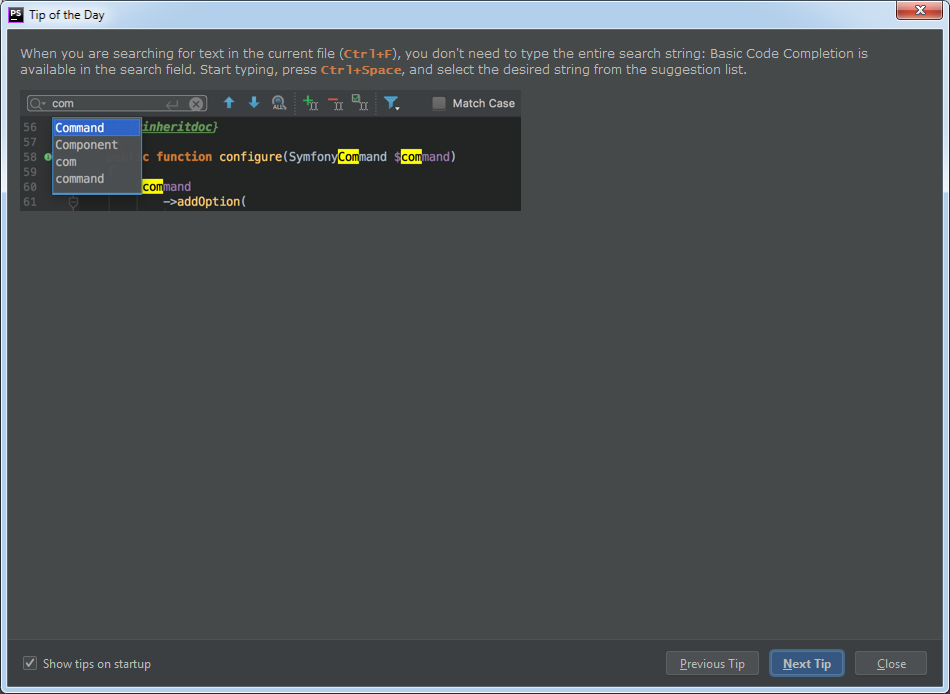 PS Tip of the Day
When you are searching for text in the current file (Ctrl+F), you don't need to type the entire search string: Basic Code Completion is
available in the search field. Start typing, press Ctrl+Space, and select the desired string from the suggestion list.
com ALL Match Case
56 Command inheritdoc}
57 Component
58 c function configure(SymfonyCommand $command)
59 com
60 command command
61 ->addOption(
Show tips on startup Previous Tip Next Tip Close